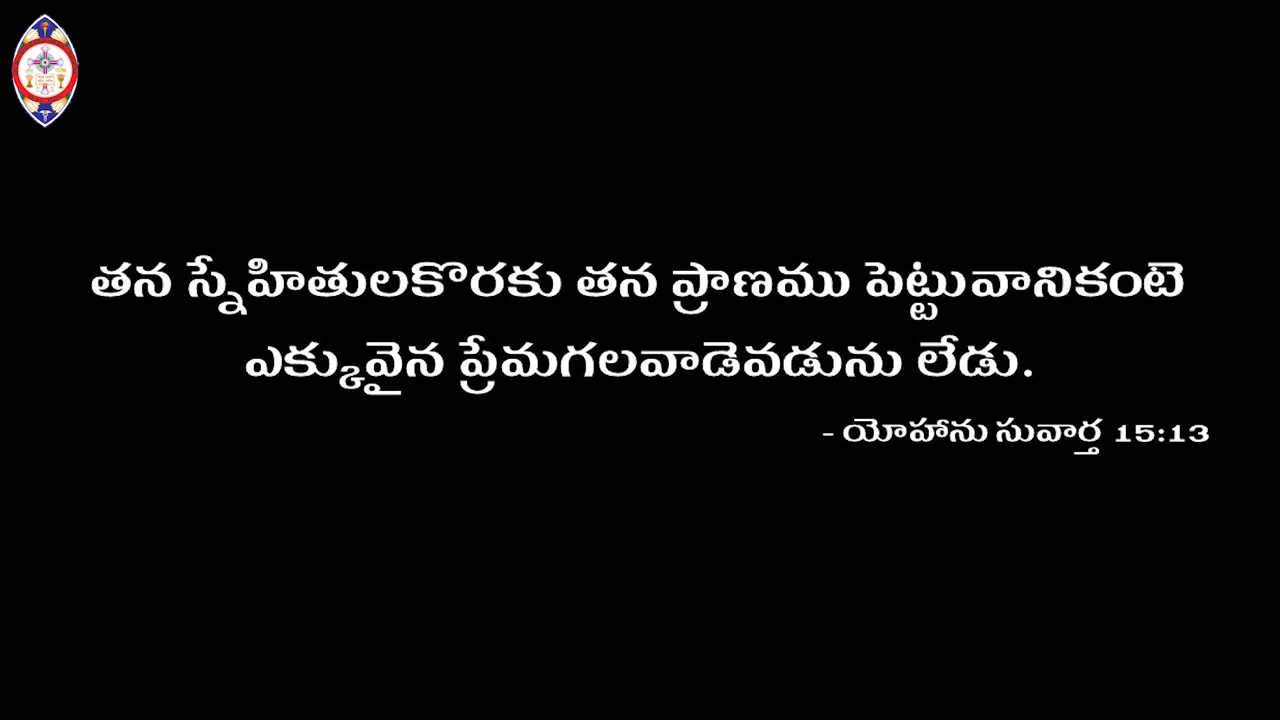 తన స్నేహితులకొరకు తన ప్రాణము పెట్టువానికంటె
ఎక్కువైన ప్రేమగలవాడెవడును లేడు.
- యోహాను సువార్త 15:13